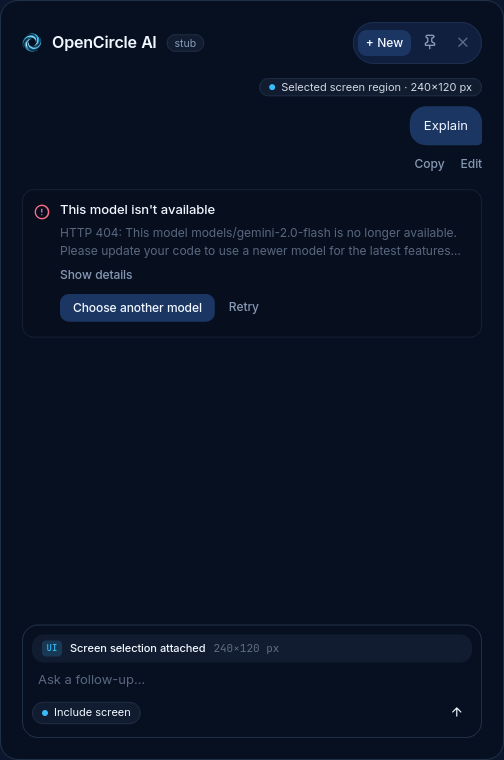 OpenCircle AI stub + New
Selected screen region · 240×120 px
Explain
Copy Edit
This model isn't available
HTTP 404: This model models/gemini-2.0-flash is no longer available.
Please update your code to use a newer model for the latest features...
Show details
Choose another model Retry
UI Screen selection attached 240×120 px
Ask a follow-up...
Include screen